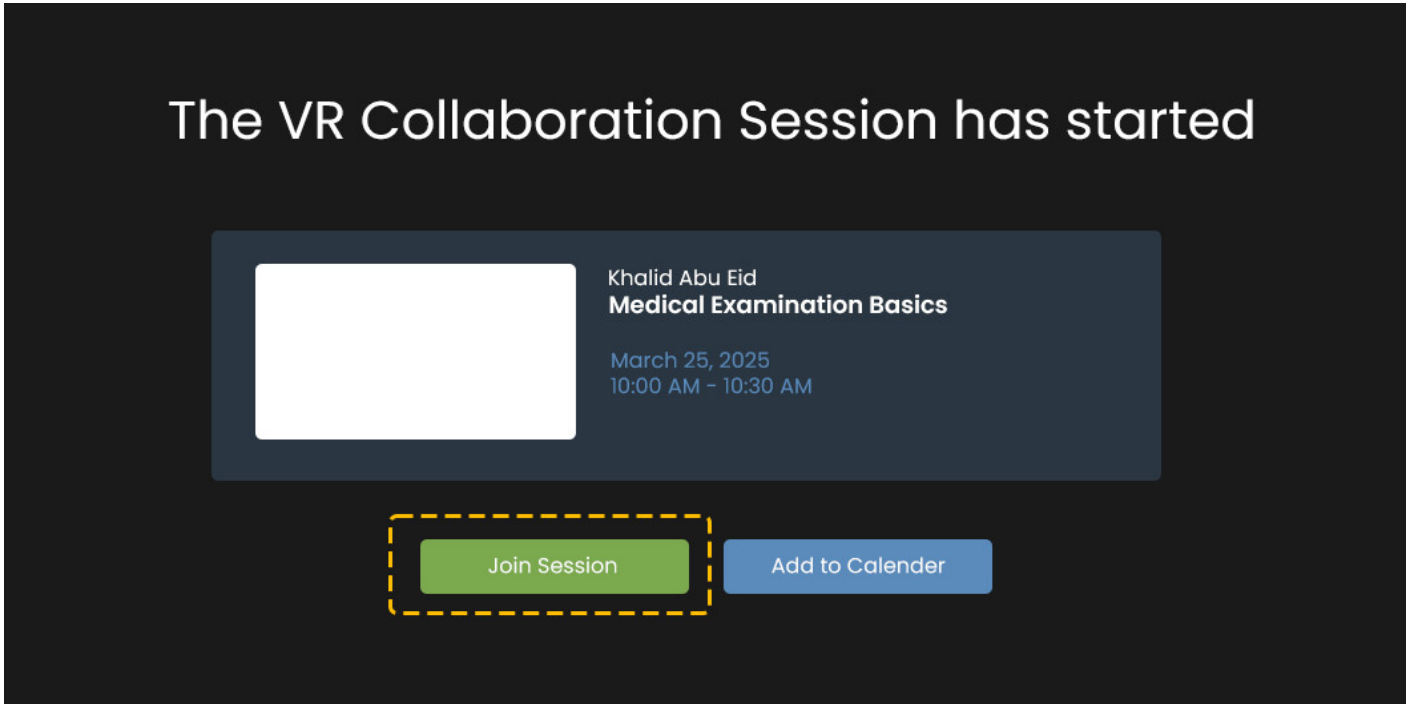 The VR Collaboration Session has started
Khalid Abu Eid
Medical Examination Basics
March 25, 2025
10:00 AM - 10:30 AM
Join Session
Add to Calender